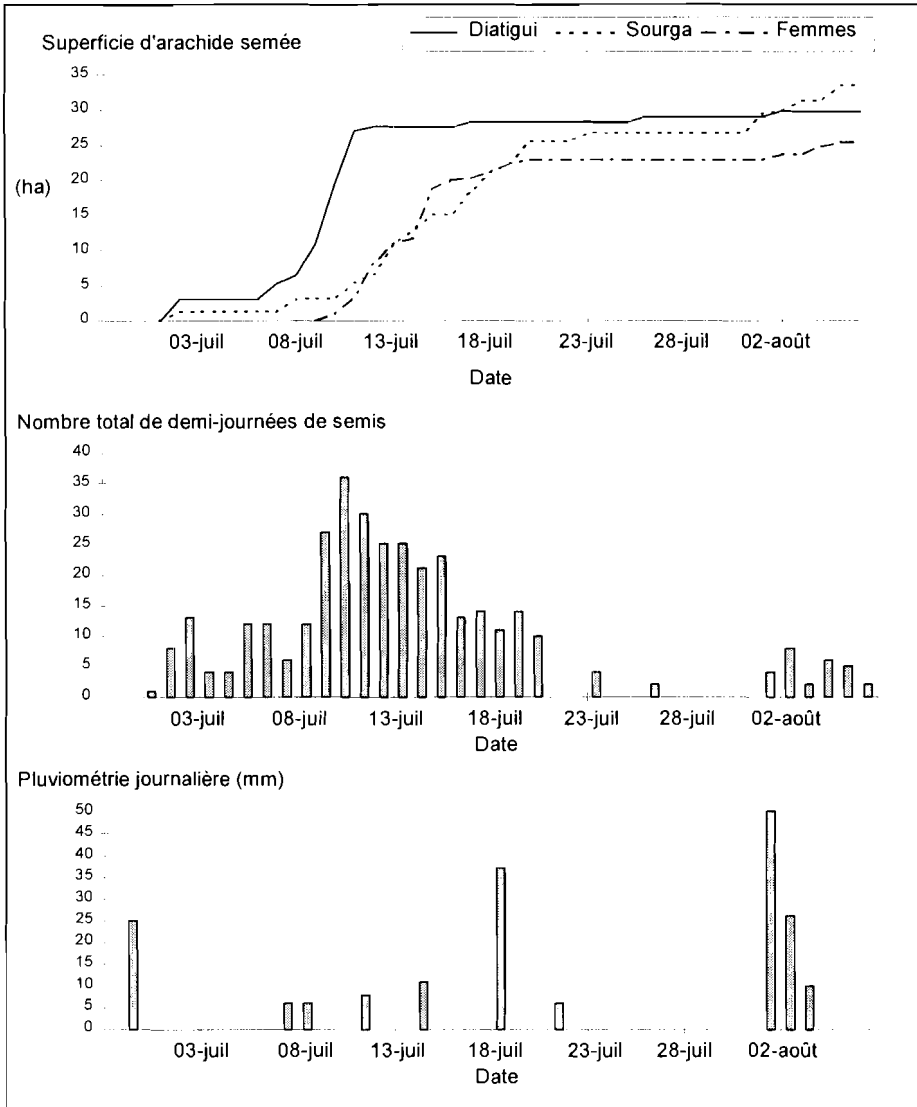 Superficie d'arachide semée
Diatigui Sourga Femmes
35
30
25
20
(ha)
15
10
5
0
03-juil 08-juil 13-juil 18-juil 23-juil 28-juil 02-août
Date
Nombre total de demi-journées de semis
40
35
30
25
20
15
10
5
0
03-juil 08-juil 13-juil 18-juil 23-juil 28-juil 02-août
Date
Pluviométrie journalière (mm)
50
45
40
35
30
25
20
15
10
5
0
03-juil 08-juil 13-juil 18-juil 23-juil 28-juil 02-août
Date